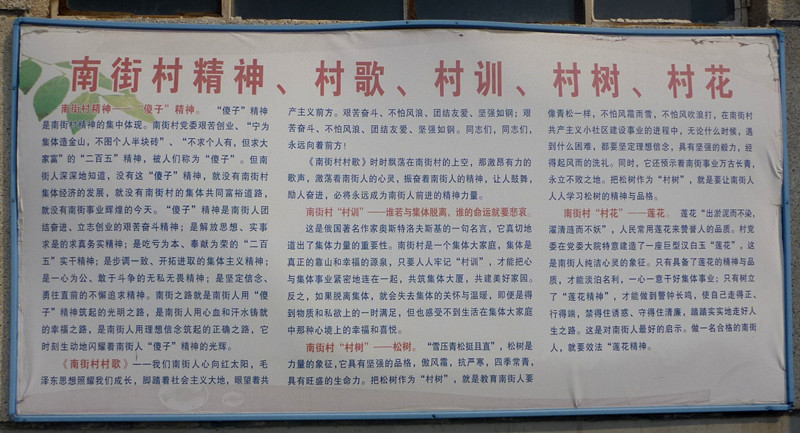 南街村精神、村歌、村训、村树、村花
南街村精神——“傻子”精神。 “傻子”精神
是南街村精神的集中体现。南街村党委艰苦创业、“宁为
集体造金山，不图个人半块砖”、“不求个人有，但求大
家富”的“二百五”精神，被人们称为“傻子”。但南
街人深深地知道，没有这“傻子”精神，就没有南街村
集体经济的发展，就没有南街村的集体共同富裕道路，
就没有南街事业辉煌的今天。“傻子”精神是南街人团
结奋进、立志创业的艰苦奋斗精神；是解放思想、实事
求是的求真务实精神；是吃亏为本、奉献为荣的“二百
五”实干精神；是步调一致、开拓进取的集体主义精神；
是一心为公、敢于斗争的无私无畏精神；是坚定信念、
勇往直前的不懈追求精神。南街之路就是南街人用“傻
子”精神筑起的光明之路，是南街人用心血和汗水铸就
的幸福之路，是南街人用理想信念筑起的正确之路，它
时刻生动地闪耀着南街人“傻子”精神的光辉。
《南街村村歌》——我们南街人心向红太阳，毛
泽东思想照耀我们成长，脚踏着社会主义大地，眼望着共
产主义前方。艰苦奋斗、不怕风浪、团结友爱、坚强如钢；艰
苦奋斗、不怕风浪、团结友爱、坚强如钢。同志们，同志们，
永远向着前方！
《南街村村歌》时时飘荡在南街村的上空，那激昂有力的
歌声，激荡着南街人的心灵，振奋着南街人的精神，让人鼓舞，
励人奋进，必将永远成为南街人前进的精神力量。
南街村“村训”——谁若与集体脱离，谁的命运就要悲哀。
这是俄国著名作家奥斯特洛夫斯基的一句名言，它真切地
道出了集体力量的重要性。南街村是一个集体大家庭，集体是
真正的靠山和幸福的源泉，只要人人牢记“村训”，才能把心
与集体事业紧密地连在一起，共筑集体大厦，共建美好家园。
反之，如果脱离集体，就会失去集体的关怀与温暖，即便是得
到物质和私欲上的一时满足，但也感受不到生活在集体大家庭
中那种心境上的幸福和喜悦。
南街村“村树”——松树。 “雪压青松挺且直”，松树是
力量的象征，它具有坚强的品格，傲风霜，抗严寒，四季常青，
具有旺盛的生命力。把松树作为“村树”，就是教育南街人要
像青松一样，不怕风霜雨雪，不怕风吹浪打，在南街村
共产主义小社区建设事业的进程中，无论什么时候，遇
到什么困难，都要坚定理想信念，具有坚强的毅力，经
得起风雨的洗礼。同时，它还预示着南街事业万古长青，
永立不败之地。把松树作为“村树”，就是要让南街人
人人学习松树的精神与品格。
南街村“村花”——莲花。 莲花“出淤泥而不染，
濯清涟而不妖”，人民常用莲花来赞誉人的品质。村党
委在党委大院特意建造了一座巨型汉白玉“莲花”，这
是南街人纯洁心灵的象征。只有具备了莲花的精神与品
质，才能淡泊名利，一心一意干好集体事业；只有树立
了“莲花精神”，才能做到警钟长鸣，使自己走得正、
行得端，禁得住诱惑、守得住清廉，踏踏实实地走好人
生之路。这是对南街人最好的启示。做一名合格的南街
人，就要效法“莲花精神。